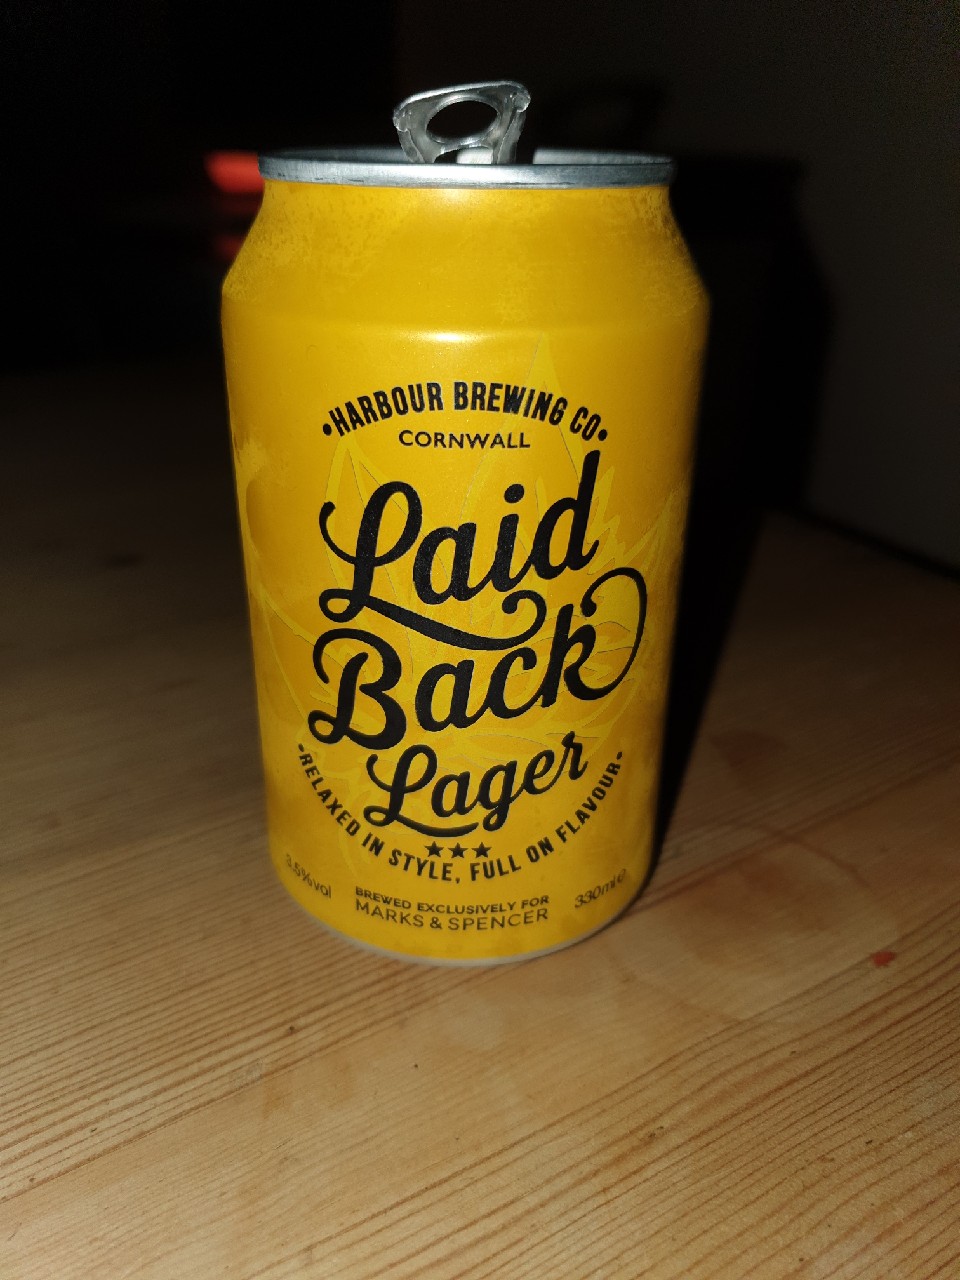 •HARBOUR BREWING CO•
CORNWALL
Laid
Back
Lager
•RELAXED IN STYLE, FULL ON FLAVOUR•
3.5%vol
BREWED EXCLUSIVELY FOR
MARKS & SPENCER
330ml e